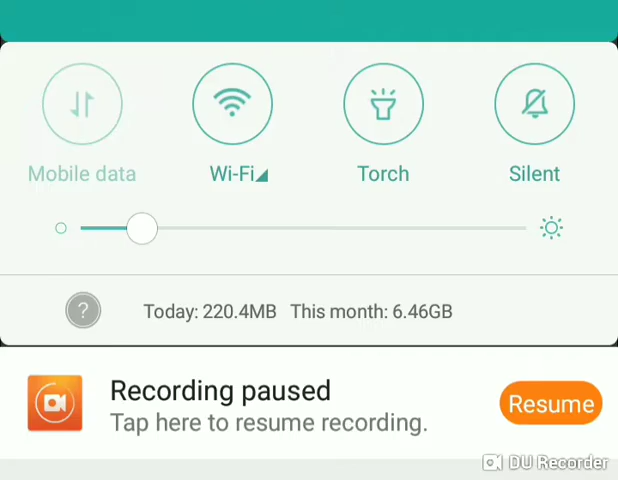 Mobile data Wi-Fi Torch Silent
Today: 220.4MB This month: 6.46GB
Recording paused
Tap here to resume recording.
Resume
DU Recorder